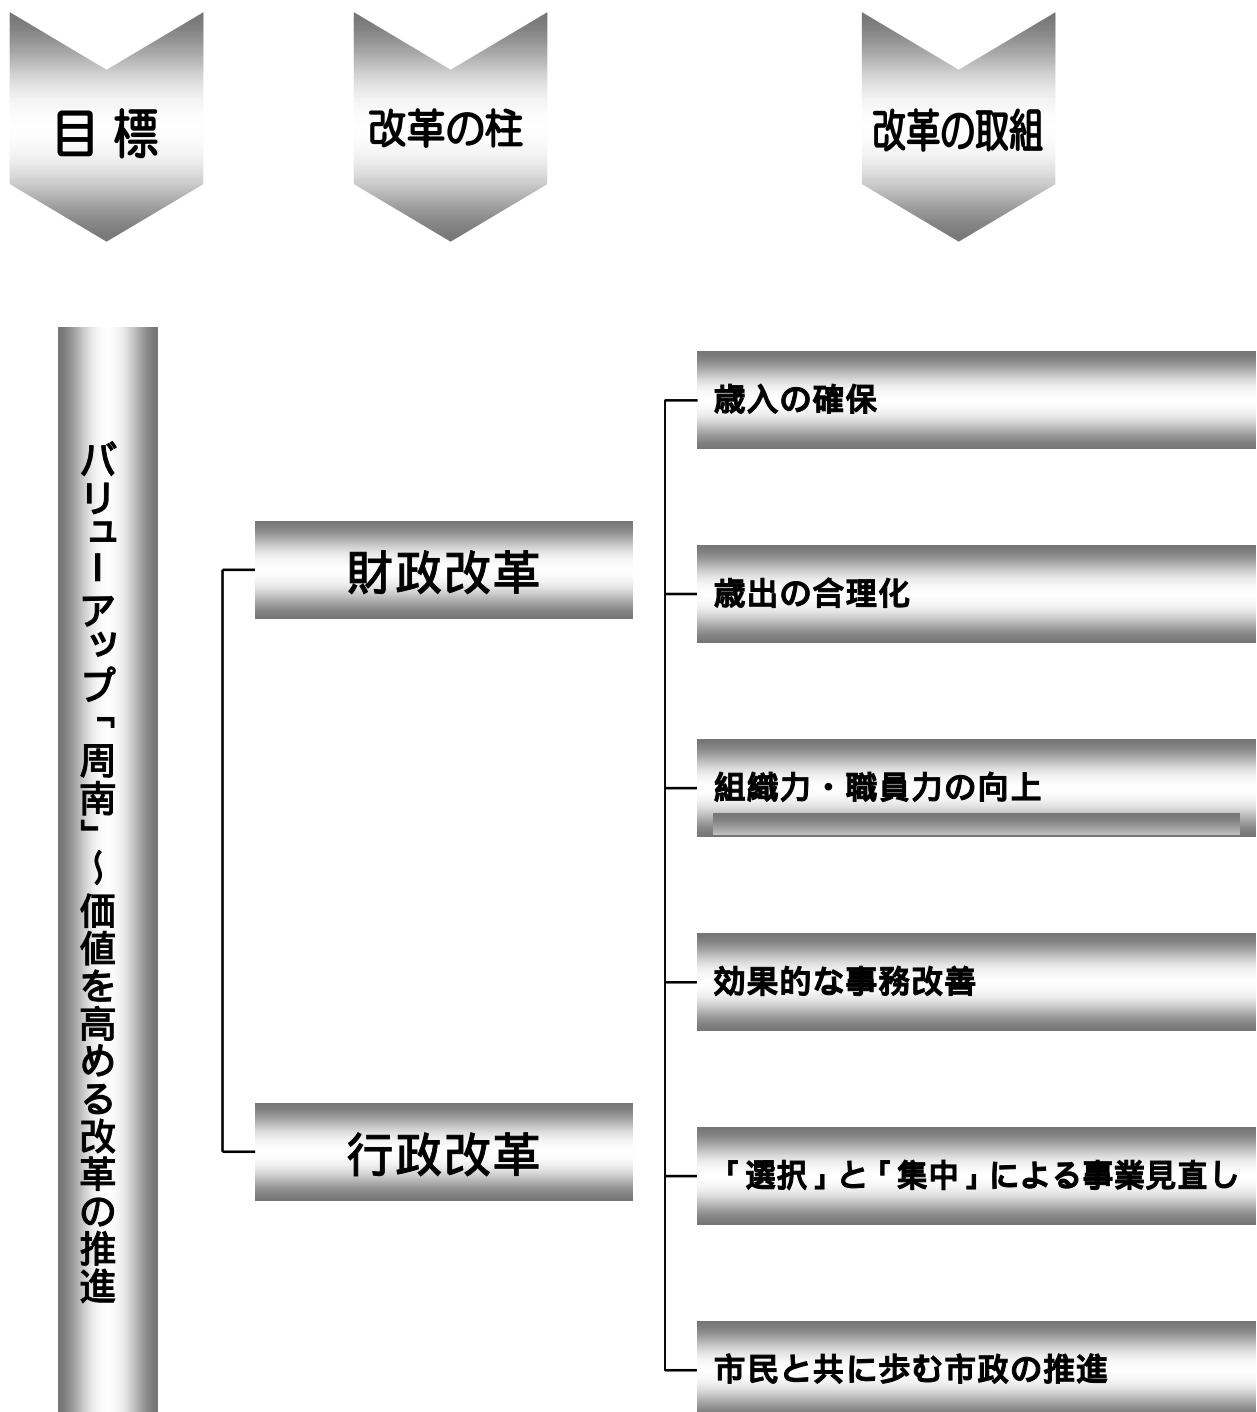 目 標
改革の柱
改革の取組
バリューアップ「周南」～価値を高める改革の推進
財政改革
行政改革
歳入の確保
歳出の合理化
組織力・職員力の向上
効果的な事務改善
「選択」と「集中」による事業見直し
市民と共に歩む市政の推進